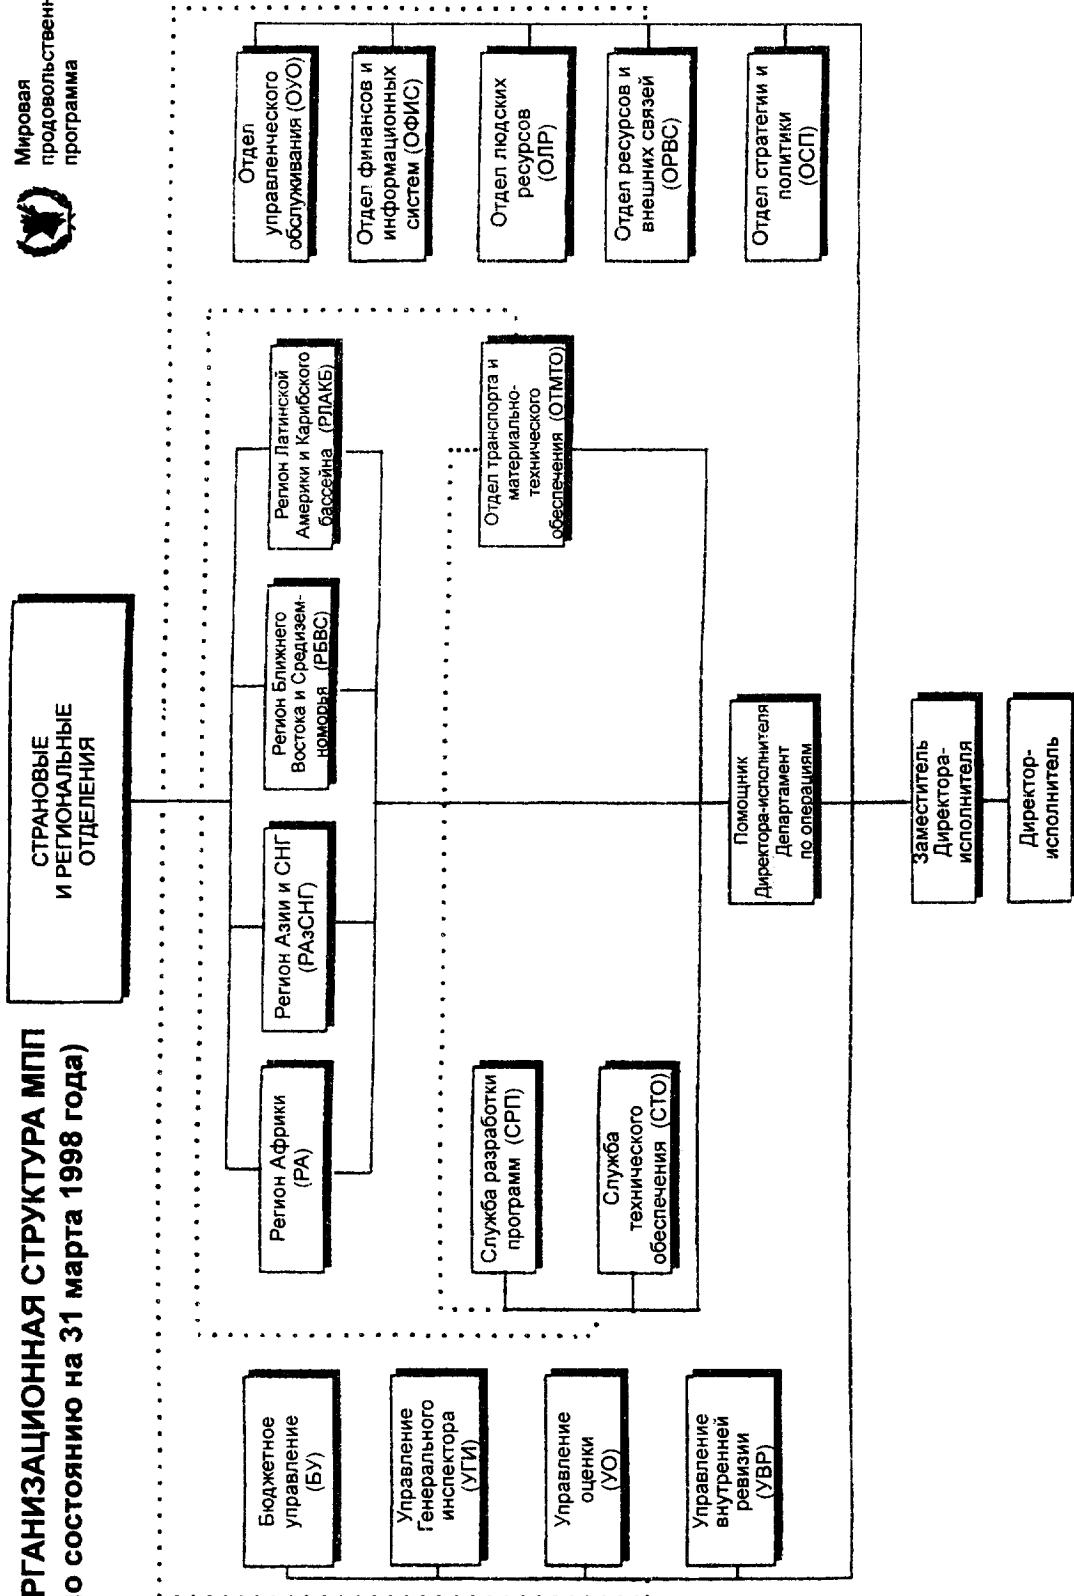 РГАНИЗАЦИОННАЯ СТРУКТУРА МПП
о состоянию на 31 марта 1998 года)
Мировая
продовольствен
программа
СТРАНОВЫЕ
И РЕГИОНАЛЬНЫЕ
ОТДЕЛЕНИЯ
Бюджетное
управление
(БУ)
Управление
Генерального
инспектора
(УГИ)
Управление
оценки
(УО)
Управление
внутренней
ревизии
(УВР)
Регион Африки
(РА)
Регион Азии и СНГ
(РАзСНГ)
Регион Ближнего
Востока и Средизем-
номорья (РБВС)
Регион Латинской
Америки и Карибского
бассейна (РЛАКБ)
Служба разработки
программ (СРП)
Служба
технического
обеспечения (СТО)
Отдел транспорта и
материально-
технического
обеспечения (ОТМТО)
Отдел
управленческого
обслуживания (ОУО)
Отдел финансов и
информационных
систем (ОФИС)
Отдел людских
ресурсов
(ОЛР)
Отдел ресурсов и
внешних связей
(ОРВС)
Отдел стратегии и
политики
(ОСП)
Помощник
Директора-исполнителя
Департамент
по операциям
Заместитель
Директора-
исполнителя
Директор-
исполнитель